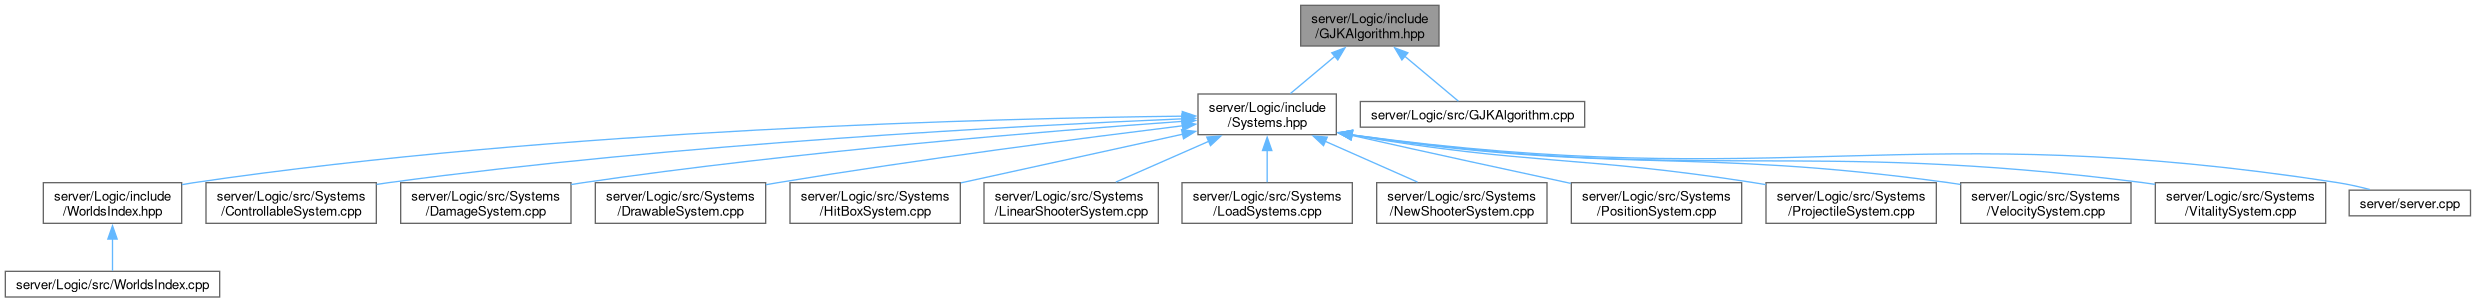 server/Logic/include
/GJKAlgorithm.hpp
server/Logic/include
/Systems.hpp
server/Logic/src/GJKAlgorithm.cpp
server/Logic/include
/WorldsIndex.hpp
server/Logic/src/Systems
/ControllableSystem.cpp
server/Logic/src/Systems
/DamageSystem.cpp
server/Logic/src/Systems
/DrawableSystem.cpp
server/Logic/src/Systems
/HitBoxSystem.cpp
server/Logic/src/Systems
/LinearShooterSystem.cpp
server/Logic/src/Systems
/LoadSystems.cpp
server/Logic/src/Systems
/NewShooterSystem.cpp
server/Logic/src/Systems
/PositionSystem.cpp
server/Logic/src/Systems
/ProjectileSystem.cpp
server/Logic/src/Systems
/VelocitySystem.cpp
server/Logic/src/Systems
/VitalitySystem.cpp
server/server.cpp
server/Logic/src/WorldsIndex.cpp